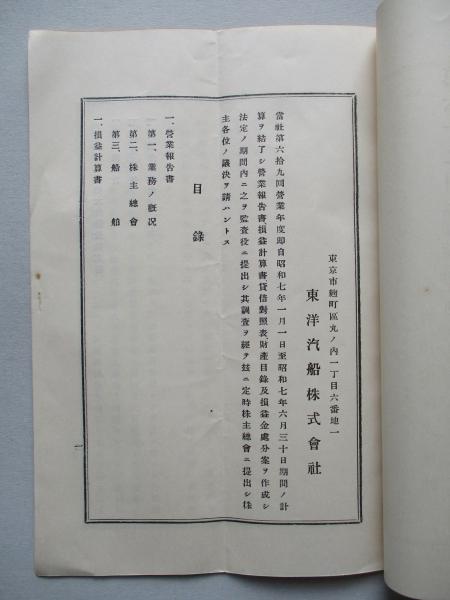 東京市麹町區丸ノ内一丁目六番地一
東洋汽船株式會社
當社第六拾九回營業年度即自昭和七年一月一日至昭和七年六月三十日期間ノ計
算ヲ結了シ營業報告書、損益計算書、貸借對照表、財產目錄及損益金處分案ヲ作成シ
法定ノ期間內ニ之ヲ監査役ニ提出シ其調査ヲ經テ玆ニ定時株主總會ニ提出シ株
主各位ノ議決ヲ請ハントス
目錄
一、營業報告書
第一、業務ノ概況
第二、株主總會
第三、船舶
一、損益計算書
一